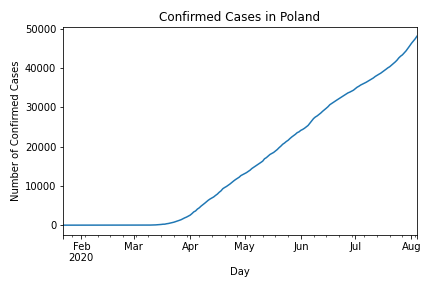 Confirmed Cases in Poland
Number of Confirmed Cases
50000
40000
30000
20000
10000
0
Feb Mar Apr May Jun Jul Aug
2020
Day